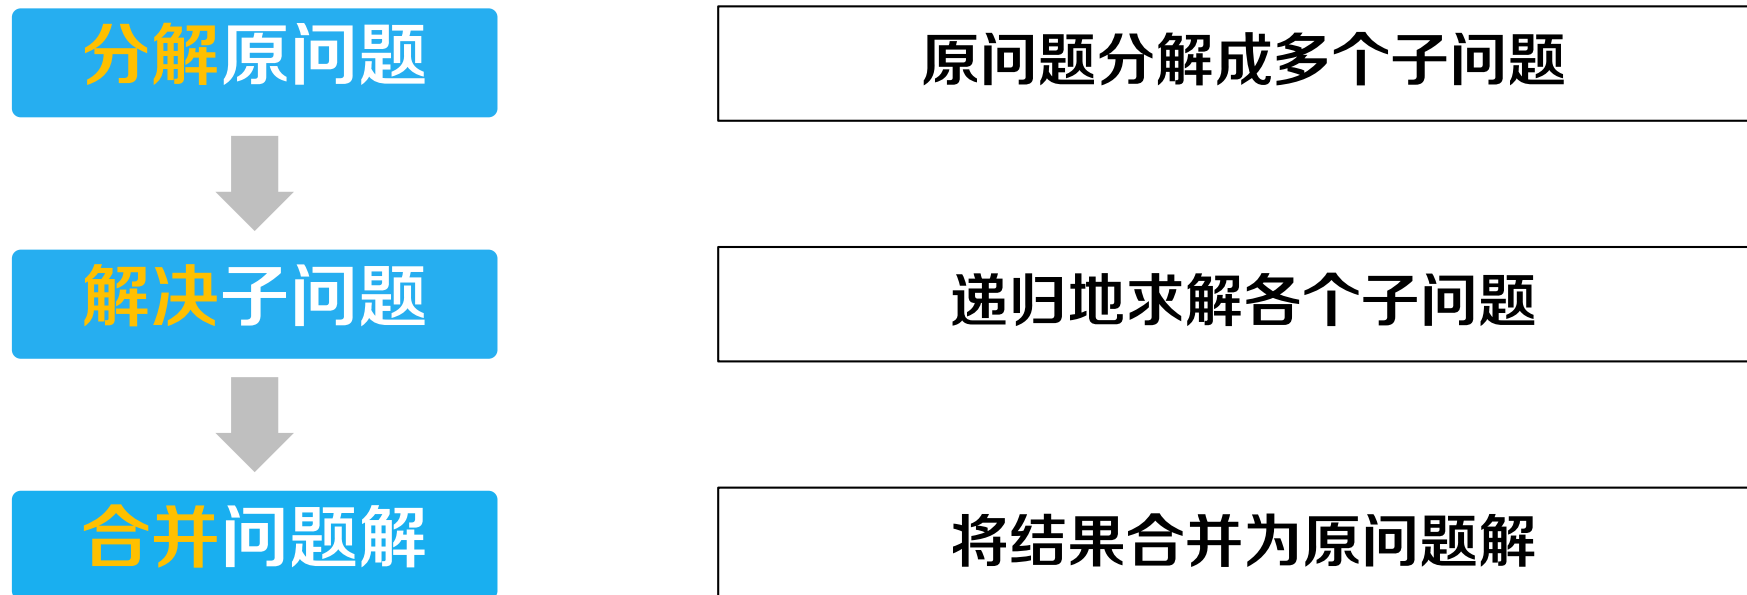 分解原问题
原问题分解成多个子问题
解决子问题
递归地求解各个子问题
合并问题解
将结果合并为原问题解